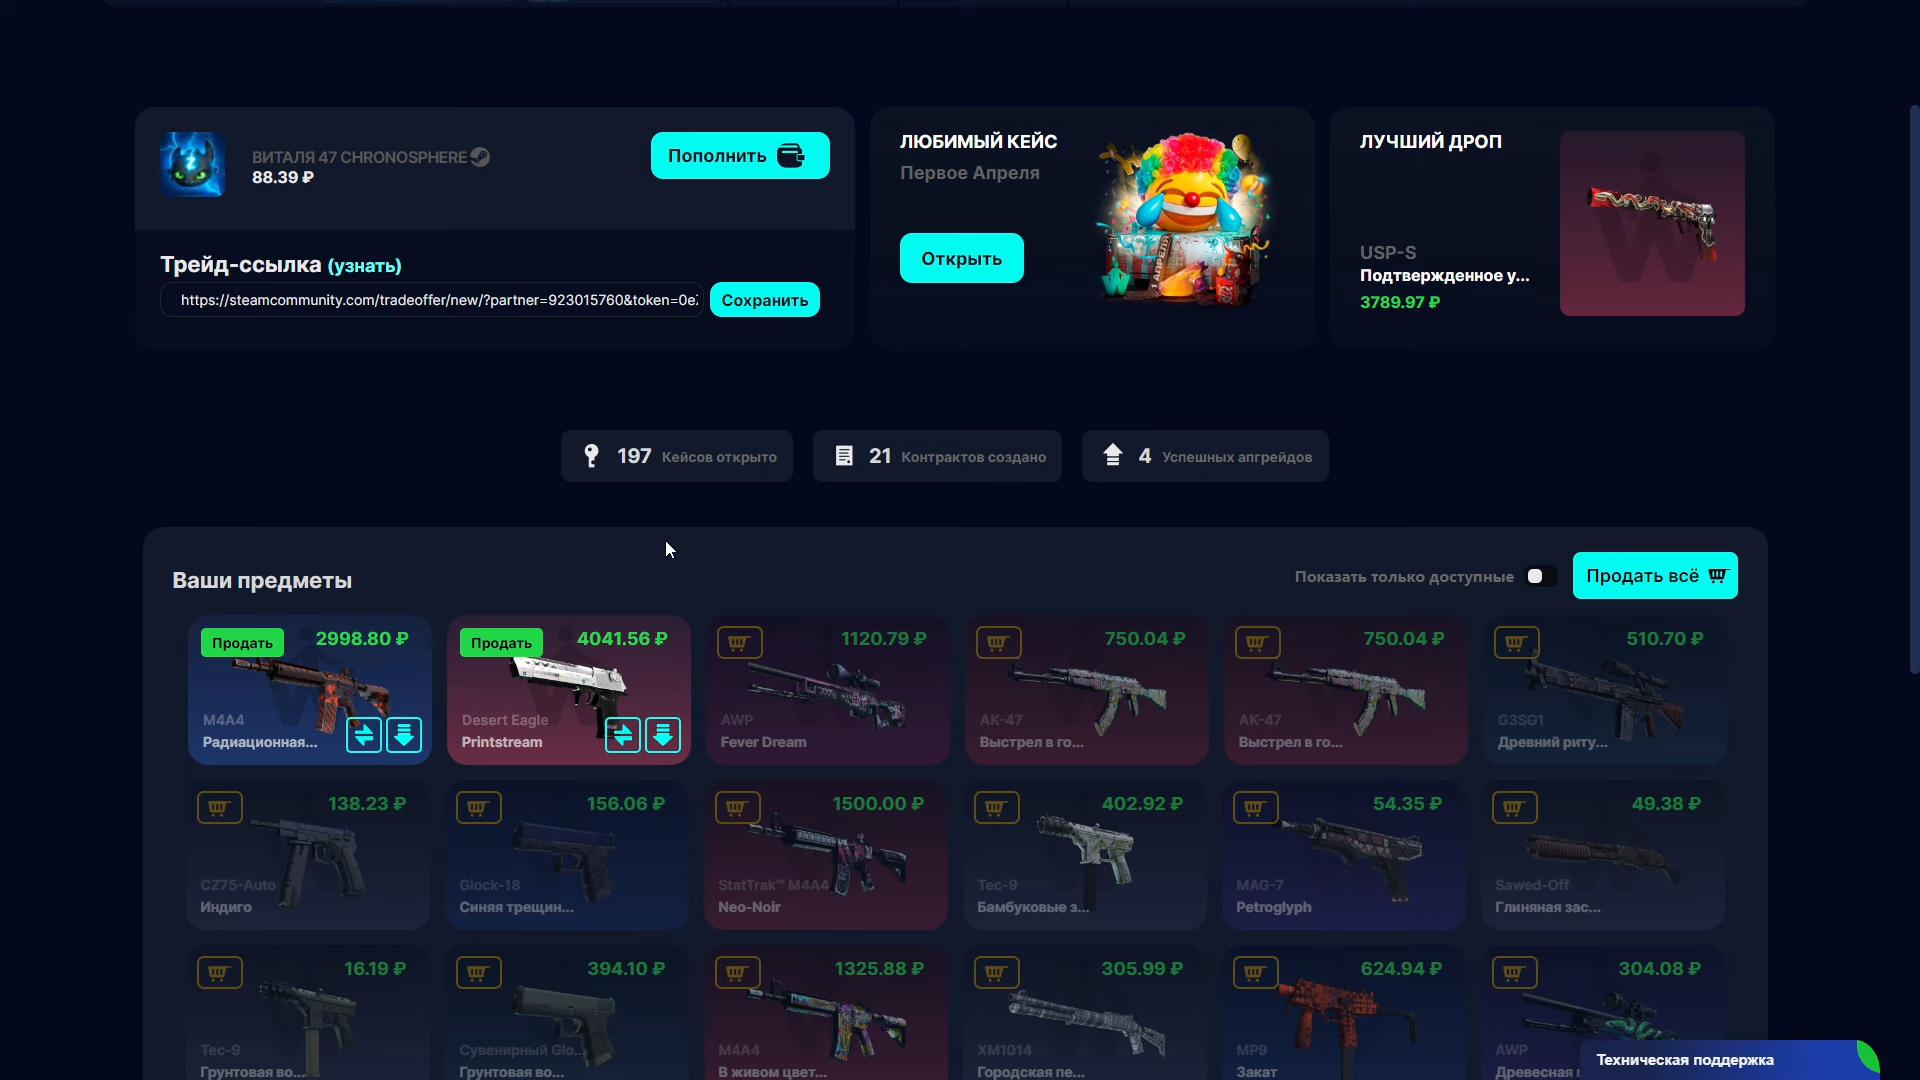 ВИТАЛЯ 47 CHRONOSPHERE
88.39 ₽
Пополнить
Трейд-ссылка (узнать)
https://steamcommunity.com/tradeoffer/new/?partner=923015760&token=0e
Сохранить
ЛЮБИМЫЙ КЕЙС
Первое Апреля
Открыть
ЛУЧШИЙ ДРОП
USP-S
Подтвержденное у...
3789.97 ₽
197 Кейсов открыто
21 Контрактов создано
4 Успешных апгрейдов
Ваши предметы
Показать только доступные
Продать всё
Продать 2998.80 ₽
M4A4
Радиационная...
Продать 4041.56 ₽
Desert Eagle
Printstream
1120.79 ₽
AWP
Fever Dream
750.04 ₽
AK-47
Выстрел в го...
750.04 ₽
AK-47
Выстрел в го...
510.70 ₽
G3SG1
Древний риту...
138.23 ₽
CZ75-Auto
Индиго
156.06 ₽
Glock-18
Синяя трещин...
1500.00 ₽
StatTrak™ M4A4
Neo-Noir
402.92 ₽
Tec-9
Бамбуковые з...
54.35 ₽
MAG-7
Petroglyph
49.38 ₽
Sawed-Off
Глиняная зас...
16.19 ₽
Tec-9
Грунтовая во...
394.10 ₽
Сувенирный Glo...
Грунтовая во...
1325.88 ₽
M4A4
В живом цвет...
305.99 ₽
XM1014
Городская пе...
624.94 ₽
MP9
Закат
304.08 ₽
AWP
Древесная
Техническая поддержка